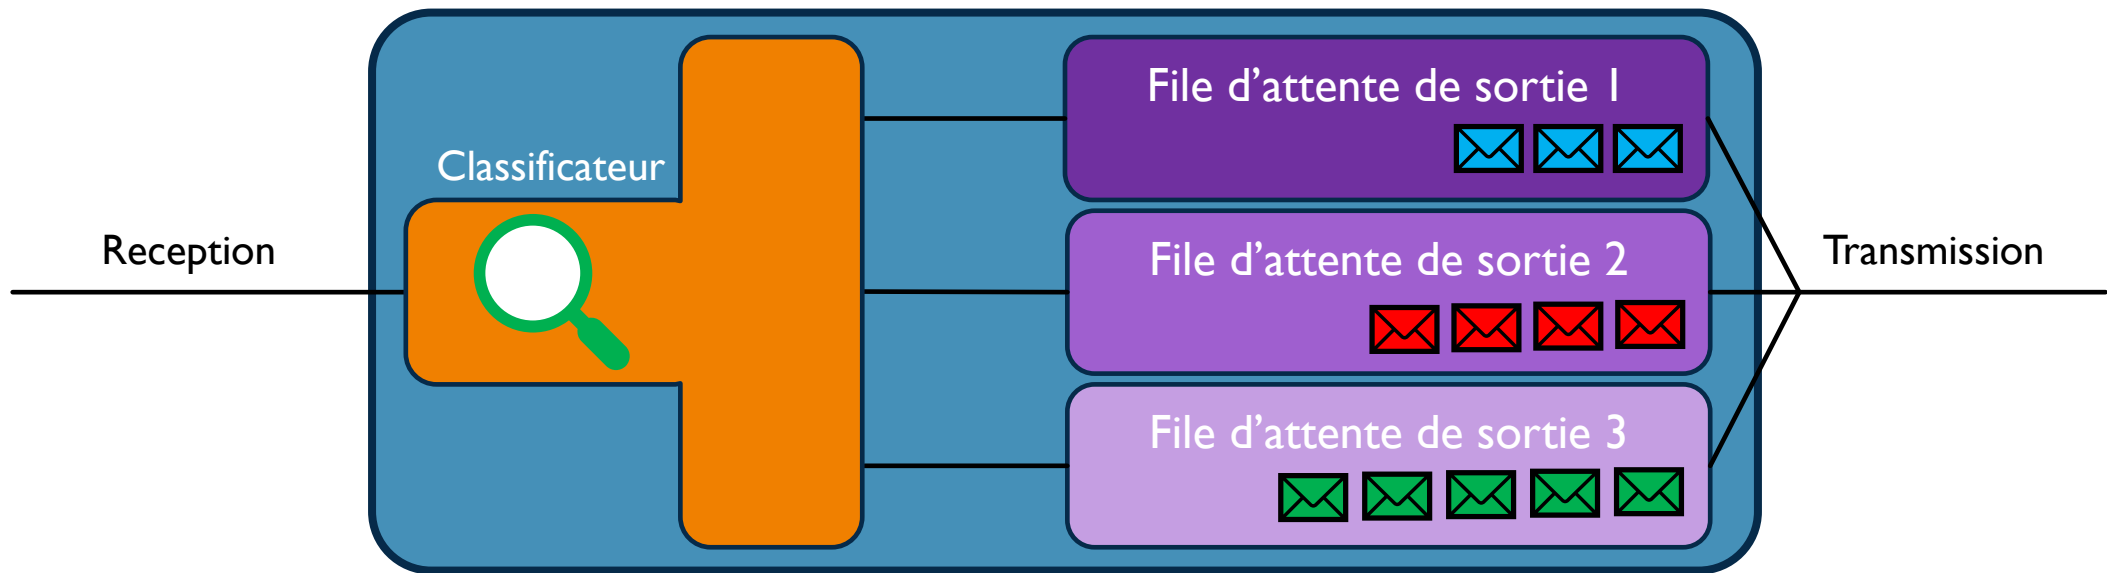 File d’attente de sortie 1
Classificateur
Reception
File d’attente de sortie 2
Transmission
File d’attente de sortie 3